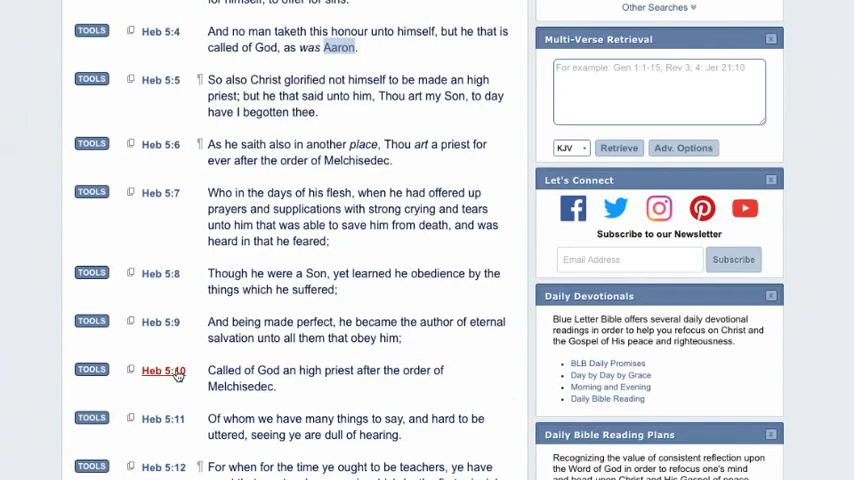 for himself, to offer for sins.
TOOLS Heb 5:4 And no man taketh this honour unto himself, but he that is
called of God, as was Aaron.
TOOLS Heb 5:5 ¶ So also Christ glorified not himself to be made an high
priest; but he that said unto him, Thou art my Son, to day
have I begotten thee.
TOOLS Heb 5:6 ¶ As he saith also in another place, Thou art a priest for
ever after the order of Melchisedec.
TOOLS Heb 5:7 Who in the days of his flesh, when he had offered up
prayers and supplications with strong crying and tears
unto him that was able to save him from death, and was
heard in that he feared;
TOOLS Heb 5:8 Though he were a Son, yet learned he obedience by the
things which he suffered;
TOOLS Heb 5:9 And being made perfect, he became the author of eternal
salvation unto all them that obey him;
TOOLS Heb 5:10 Called of God an high priest after the order of
Melchisedec.
TOOLS Heb 5:11 Of whom we have many things to say, and hard to be
uttered, seeing ye are dull of hearing.
TOOLS Heb 5:12 ¶ For when for the time ye ought to be teachers, ye have
Other Searches
Multi-Verse Retrieval
For example: Gen 1:1-15; Rev 3; 4; Jer 21:10
KJV Retrieve Adv. Options
Let's Connect
Subscribe to our Newsletter
Email Address Subscribe
Daily Devotionals
Blue Letter Bible offers several daily devotional
readings in order to help you refocus on Christ and
the Gospel of His peace and righteousness.
BLB Daily Promises
Day by Day by Grace
Morning and Evening
Daily Bible Reading
Daily Bible Reading Plans
Recognizing the value of consistent reflection upon
the Word of God in order to refocus one's mind